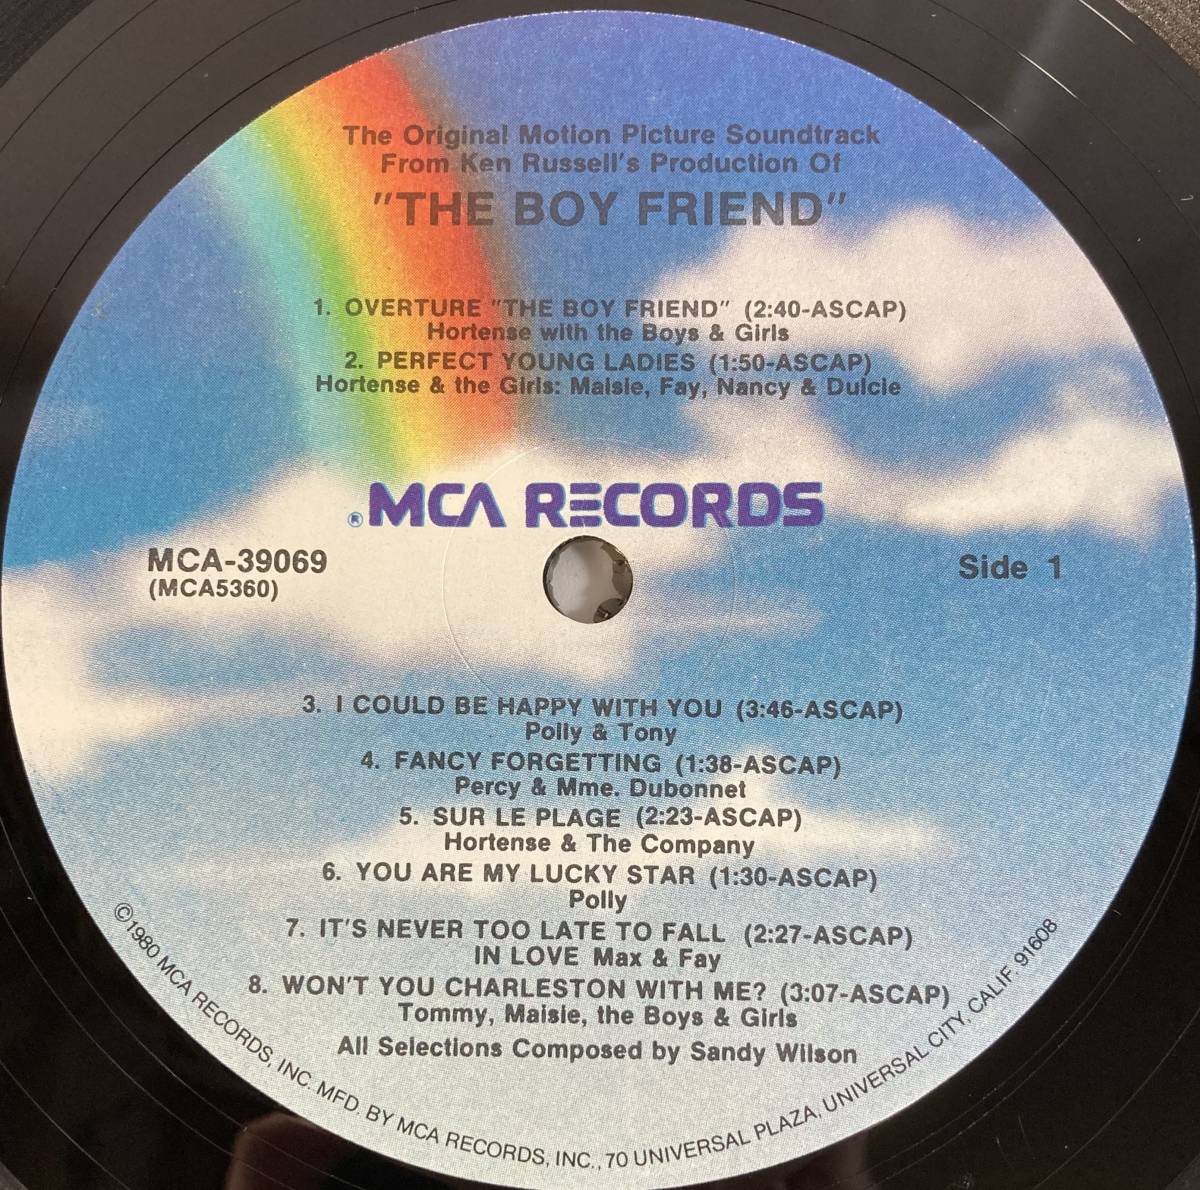 The Original Motion Picture Soundtrack
From Ken Russell's Production Of
"THE BOY FRIEND"
1. OVERTURE "THE BOY FRIEND" (2:40-ASCAP)
Hortense with the Boys & Girls
2. PERFECT YOUNG LADIES (1:50-ASCAP)
Hortense & the Girls: Maisie, Fay, Nancy & Dulcie
®MCA RECORDS
MCA-39069
(MCA5360)
Side 1
3. I COULD BE HAPPY WITH YOU (3:46-ASCAP)
Polly & Tony
4. FANCY FORGETTING (1:38-ASCAP)
Percy & Mme. Dubonnet
5. SUR LE PLAGE (2:23-ASCAP)
Hortense & The Company
6. YOU ARE MY LUCKY STAR (1:30-ASCAP)
Polly
7. IT'S NEVER TOO LATE TO FALL (2:27-ASCAP)
IN LOVE Max & Fay
8. WON'T YOU CHARLESTON WITH ME? (3:07-ASCAP)
Tommy, Maisie, the Boys & Girls
All Selections Composed by Sandy Wilson
©1980 MCA RECORDS, INC. MFD. BY MCA RECORDS, INC., 70 UNIVERSAL PLAZA, UNIVERSAL CITY, CALIF. 91608